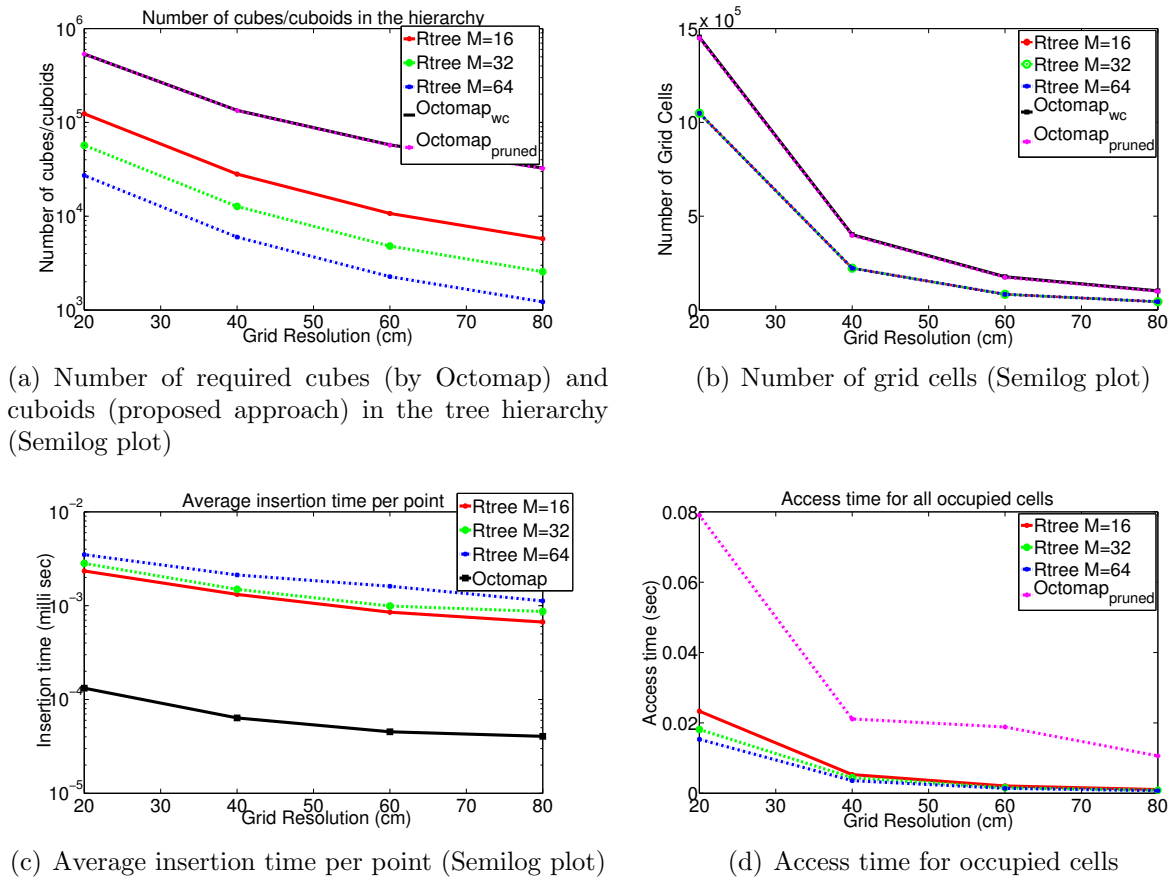 Number of cubes/cuboids in the hierarchy
10^6
10^5
10^4
10^3
Number of cubes/cuboids
Rtree M=16
Rtree M=32
Rtree M=64
Octomap_wc
Octomap_pruned
20 30 40 50 60 70 80
Grid Resolution (cm)
(a) Number of required cubes (by Octomap) and
cuboids (proposed approach) in the tree hierarchy
(Semilog plot)
x 10^5
15
10
5
0
Number of Grid Cells
Rtree M=16
Rtree M=32
Rtree M=64
Octomap_wc
Octomap_pruned
20 30 40 50 60 70 80
Grid Resolution (cm)
(b) Number of grid cells (Semilog plot)
Average insertion time per point
10^-2
10^-3
10^-4
10^-5
Insertion time (milli sec)
Rtree M=16
Rtree M=32
Rtree M=64
Octomap
20 30 40 50 60 70 80
Grid Resolution (cm)
(c) Average insertion time per point (Semilog plot)
Access time for all occupied cells
0.08
0.06
0.04
0.02
0
Access time (sec)
Rtree M=16
Rtree M=32
Rtree M=64
Octomap_pruned
20 30 40 50 60 70 80
Grid Resolution (cm)
(d) Access time for occupied cells